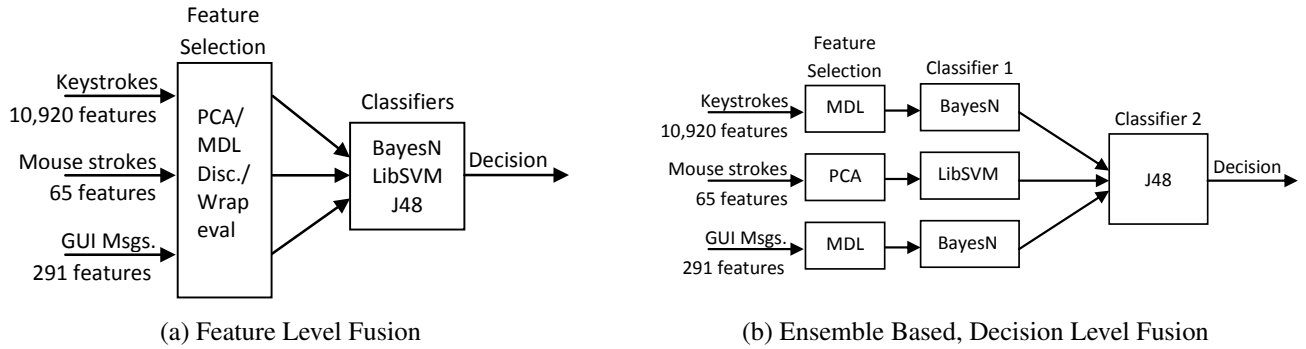 Feature
Selection
Keystrokes
10,920 features
Mouse strokes
65 features
GUI Msgs.
291 features
PCA/
MDL
Disc./
Wrap
eval
Classifiers
BayesN
LibSVM
J48
Decision
(a) Feature Level Fusion
Feature
Selection
Classifier 1
Keystrokes
10,920 features
MDL
BayesN
Mouse strokes
65 features
PCA
LibSVM
GUI Msgs.
291 features
MDL
BayesN
Classifier 2
J48
Decision
(b) Ensemble Based, Decision Level Fusion